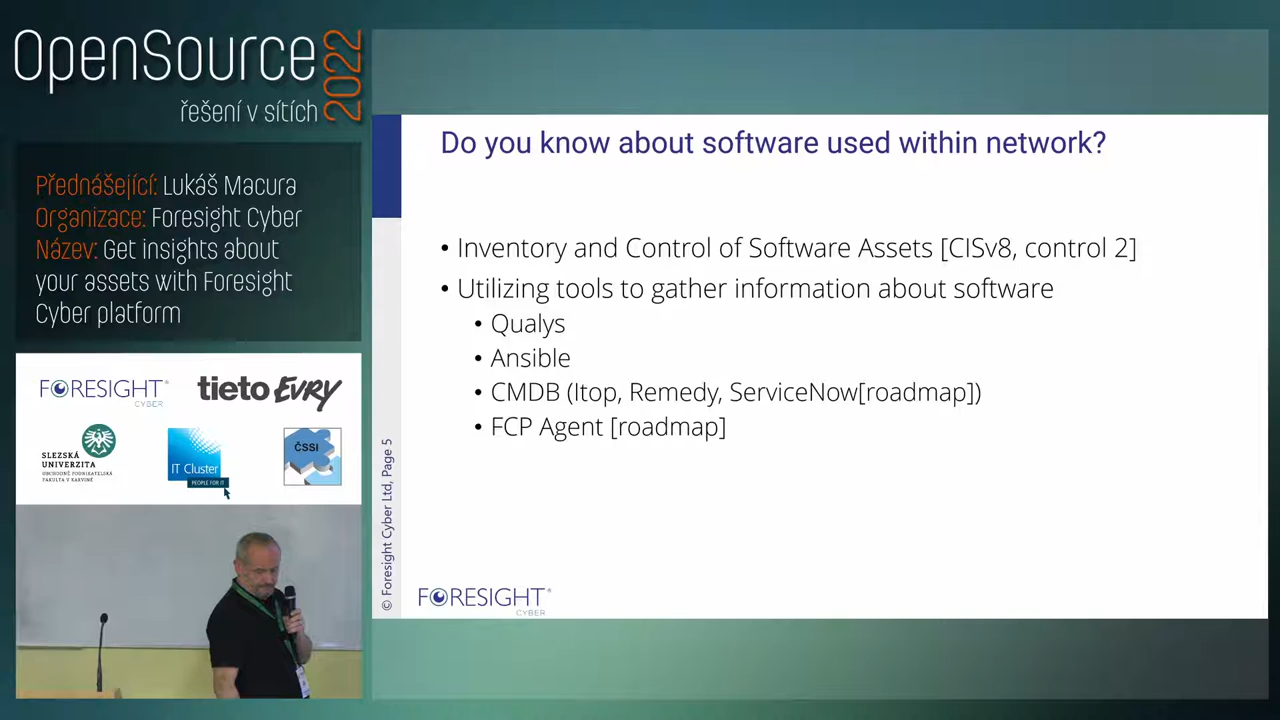 OpenSource
2022
řešení v sítích
Přednášející: Lukáš Macura
Organizace: Foresight Cyber
Název: Get insights about
your assets with Foresight
Cyber platform
FORESIGHT®
CYBER
tieto EVRY
SLEZSKÁ
UNIVERZITA
OBCHODNĚ PODNIKATELSKÁ
FAKULTA V KARVINÉ
IT Cluster
PEOPLE FOR IT
ČSSI
Do you know about software used within network?
• Inventory and Control of Software Assets [CISv8, control 2]
• Utilizing tools to gather information about software
• Qualys
• Ansible
• CMDB (Itop, Remedy, ServiceNow[roadmap])
• FCP Agent [roadmap]
© Foresight Cyber Ltd, Page 5
FORESIGHT®
CYBER